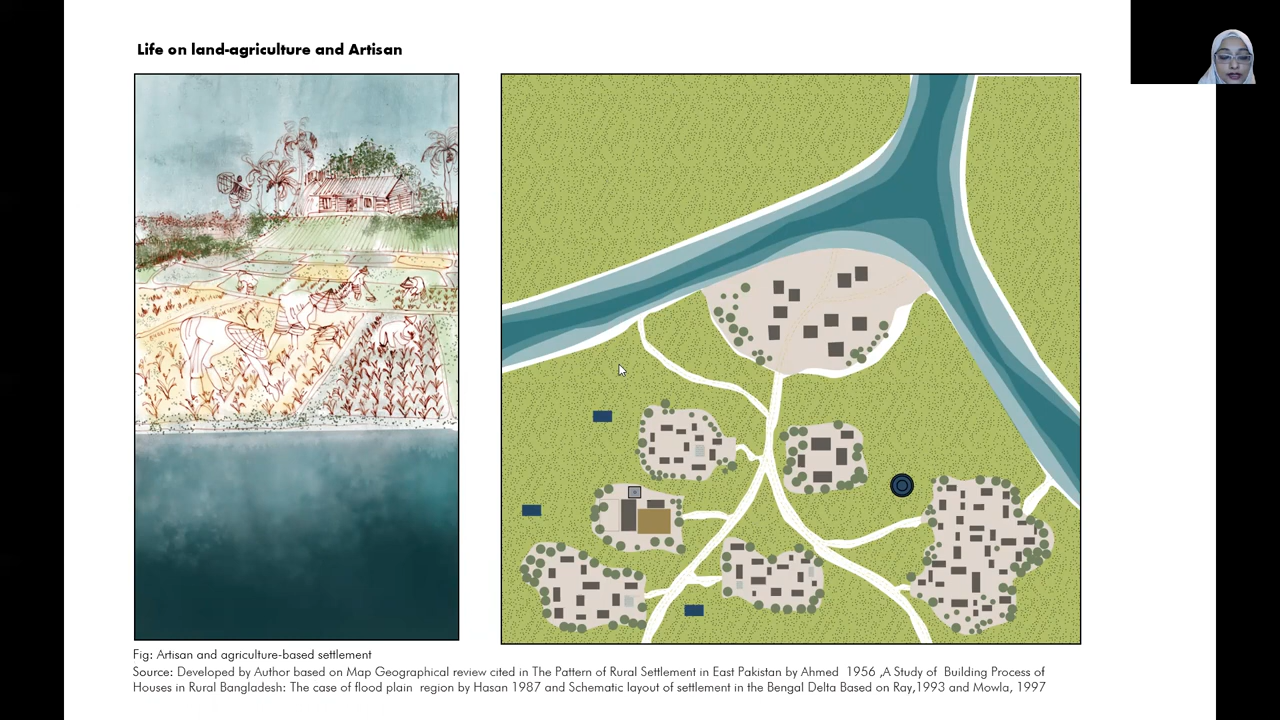 Life on land-agriculture and Artisan
Fig: Artisan and agriculture-based settlement
Source: Developed by Author based on Map Geographical review cited in The Pattern of Rural Settlement in East Pakistan by Ahmed  1956 ,A Study of  Building Process of
Houses in Rural Bangladesh: The case of flood plain  region by Hasan 1987 and Schematic layout of settlement in the Bengal Delta Based on Ray,1993 and Mowla, 1997